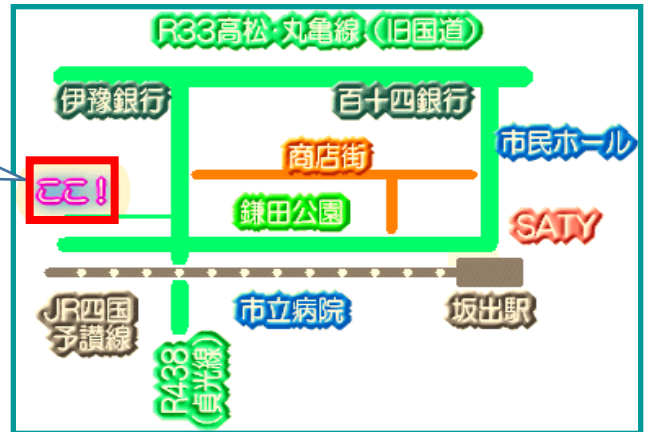 R33高松・丸亀線（旧国道）
伊豫銀行
百十四銀行
市民ホール
商店街
ここ！
鎌田公園
SATY
JR四国
予讃線
市立病院
坂出駅
R438
（貞光線）